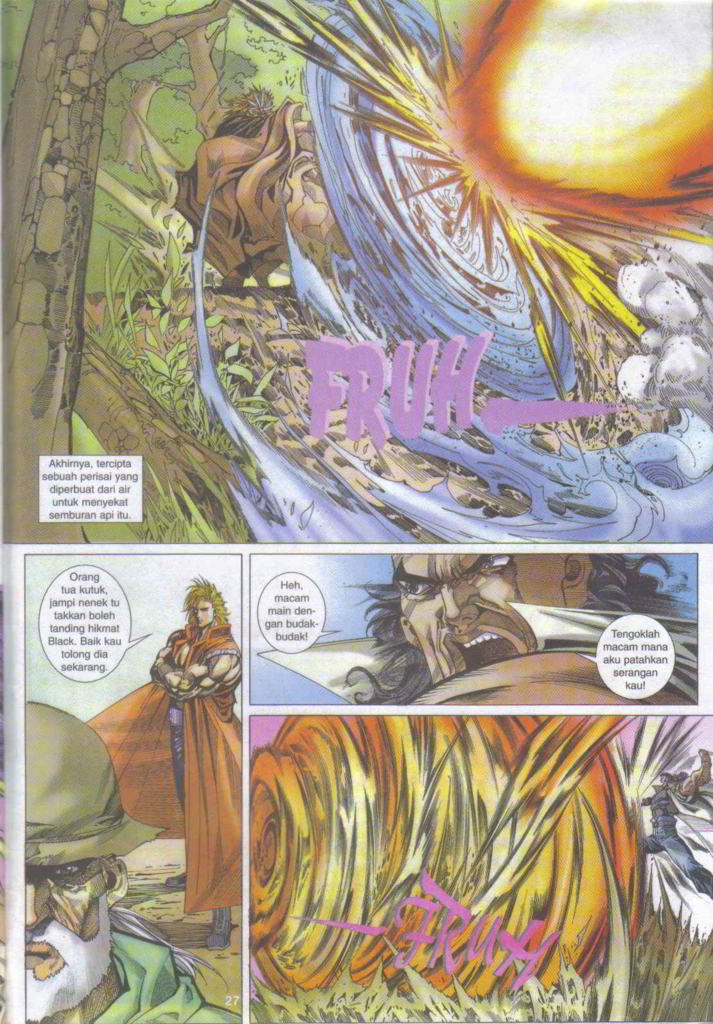 FRUH
Akhirnya, tercipta
sebuah perisai yang
diperbuat dari air
untuk menyekat
semburan api itu.
Orang
tua kutuk,
jampi nenek tu
takkan boleh
tanding hikmat
Black. Baik kau
tolong dia
sekarang.
Heh,
macam
main den-
gan budak-
budak!
Tengoklah
macam mana
aku patahkan
serangan
kau!
FRUXH
27